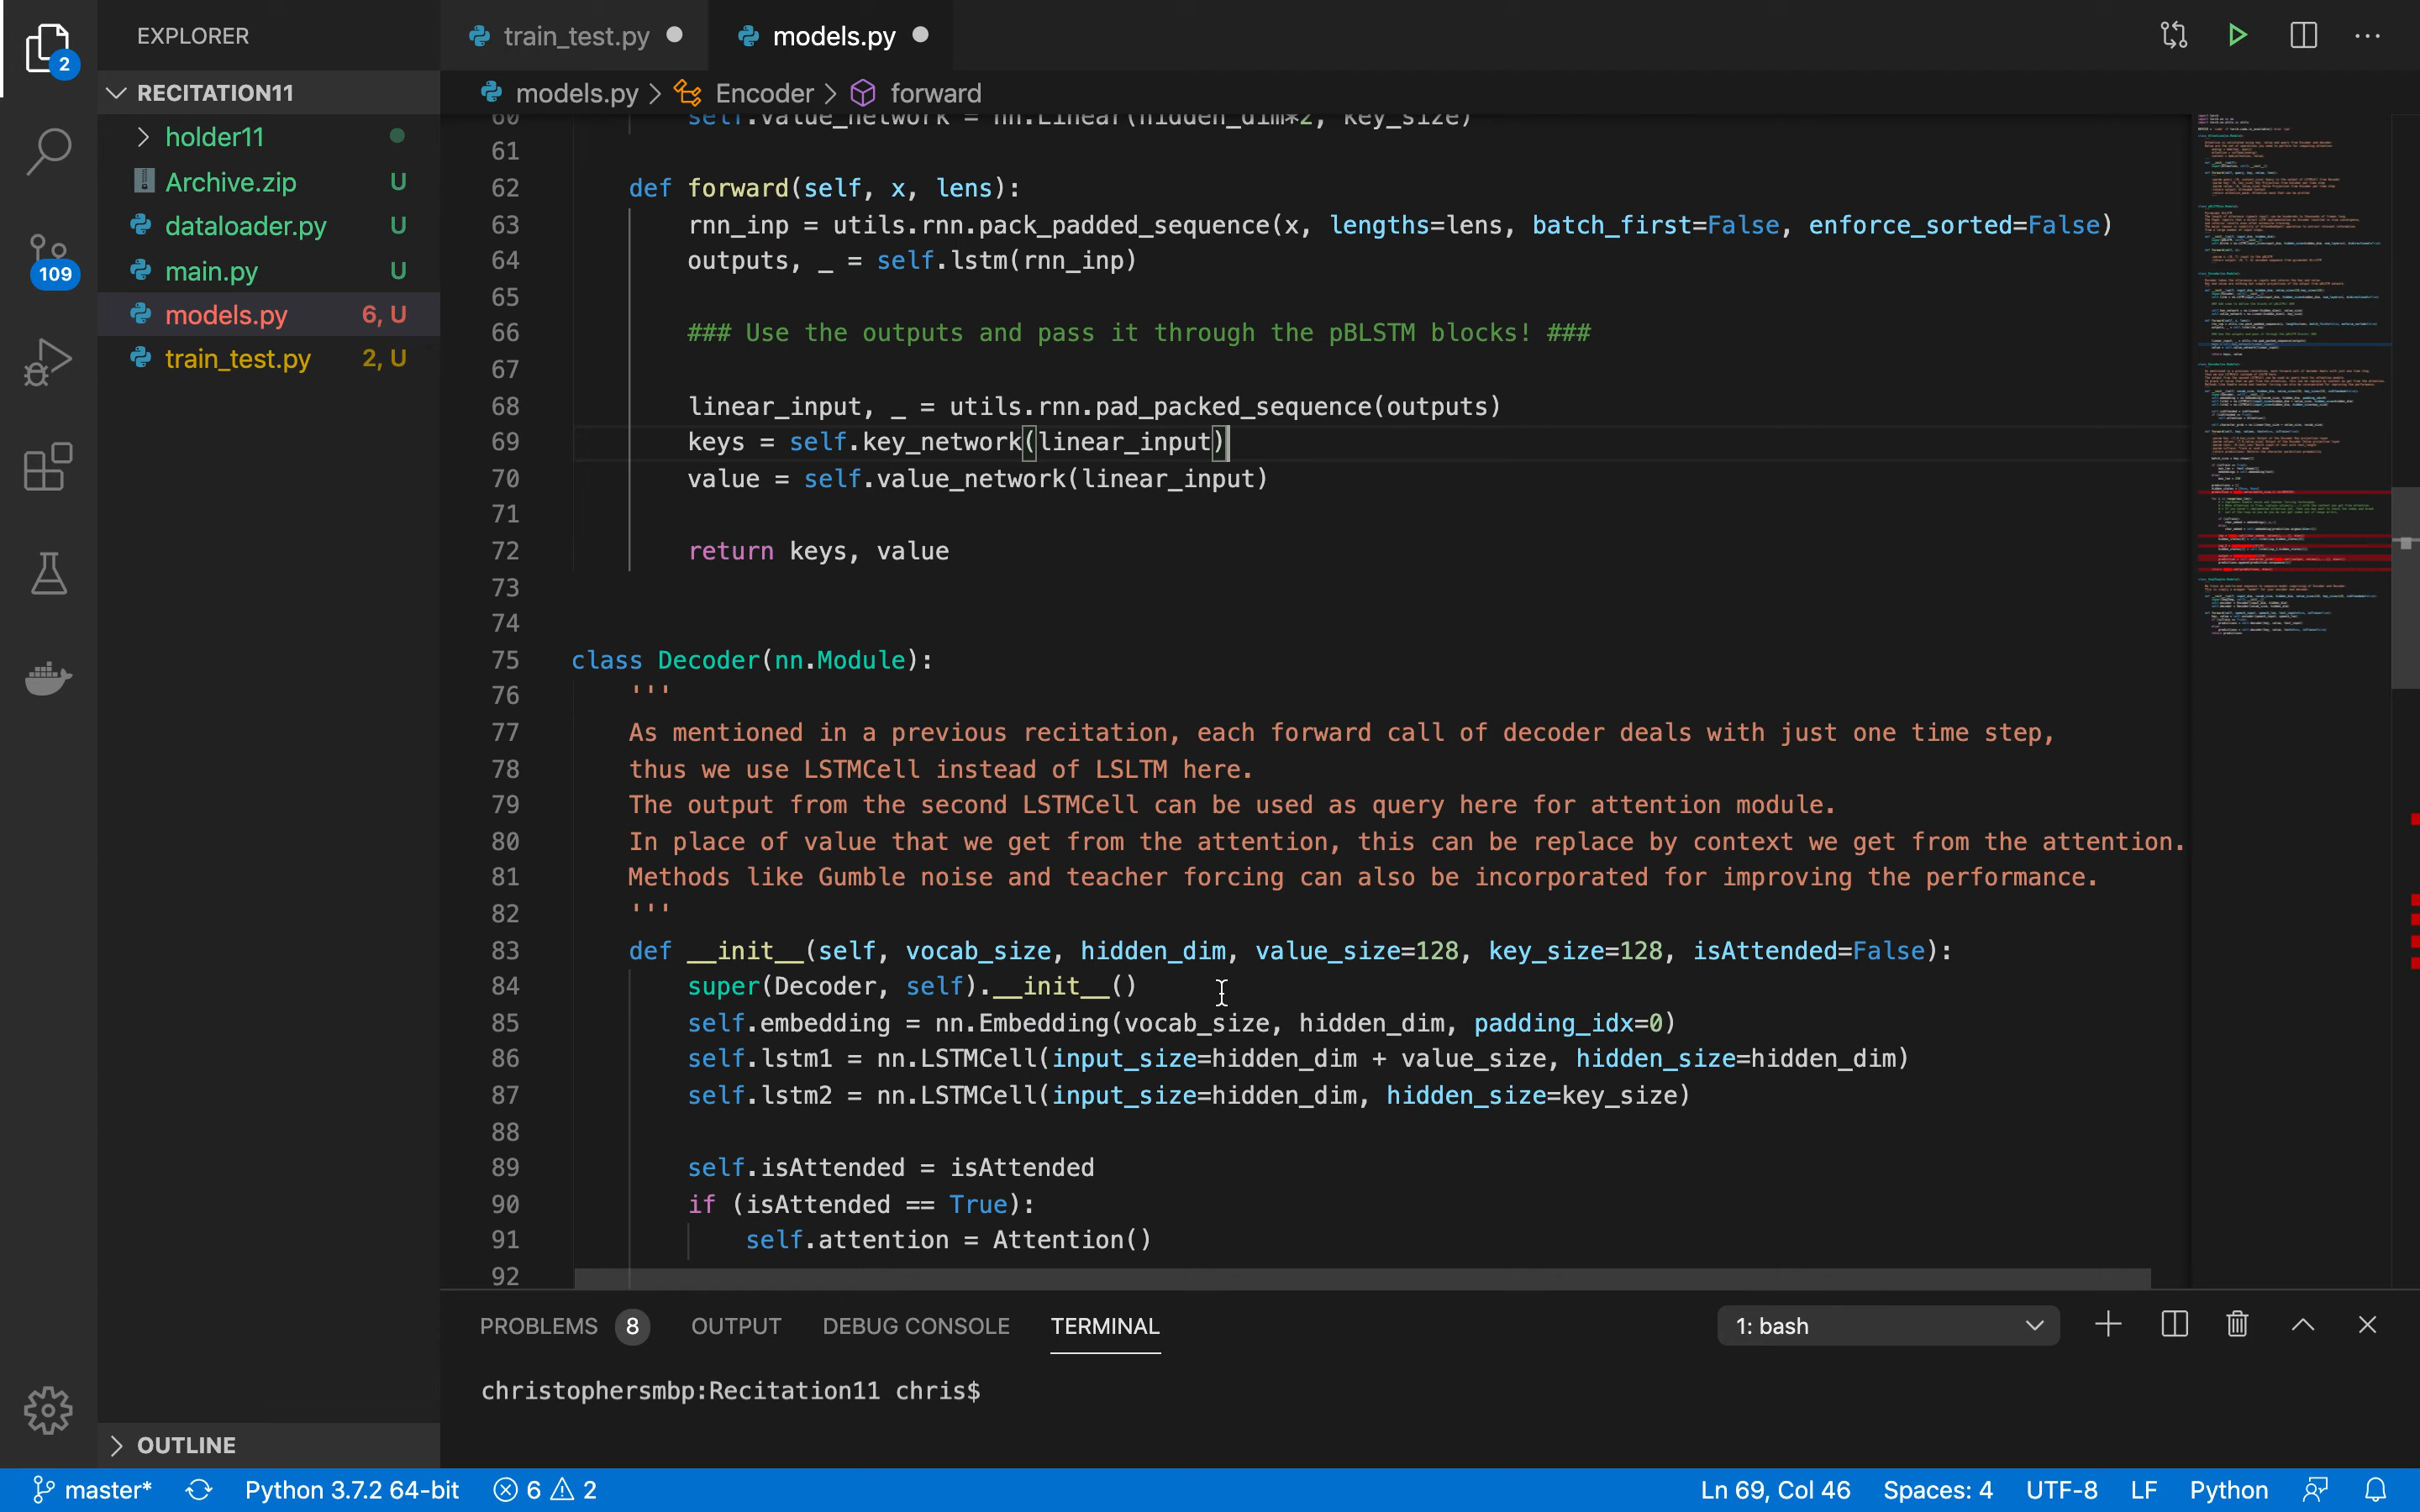 EXPLORER
train_test.py
models.py
2
RECITATION11
models.py > Encoder > forward
holder11
Archive.zip U
dataloader.py U
main.py U
models.py 6, U
train_test.py 2, U
109
60 self.value_network = nn.Linear(hidden_dim*2, key_size)
61
62 def forward(self, x, lens):
63 rnn_inp = utils.rnn.pack_padded_sequence(x, lengths=lens, batch_first=False, enforce_sorted=False)
64 outputs, _ = self.lstm(rnn_inp)
65
66 ### Use the outputs and pass it through the pBLSTM blocks! ###
67
68 linear_input, _ = utils.rnn.pad_packed_sequence(outputs)
69 keys = self.key_network(linear_input)
70 value = self.value_network(linear_input)
71
72 return keys, value
73
74
75 class Decoder(nn.Module):
76 '''
77 As mentioned in a previous recitation, each forward call of decoder deals with just one time step,
78 thus we use LSTMCell instead of LSLTM here.
79 The output from the second LSTMCell can be used as query here for attention module.
80 In place of value that we get from the attention, this can be replace by context we get from the attention.
81 Methods like Gumble noise and teacher forcing can also be incorporated for improving the performance.
82 '''
83 def __init__(self, vocab_size, hidden_dim, value_size=128, key_size=128, isAttended=False):
84 super(Decoder, self).__init__()
85 self.embedding = nn.Embedding(vocab_size, hidden_dim, padding_idx=0)
86 self.lstm1 = nn.LSTMCell(input_size=hidden_dim + value_size, hidden_size=hidden_dim)
87 self.lstm2 = nn.LSTMCell(input_size=hidden_dim, hidden_size=key_size)
88
89 self.isAttended = isAttended
90 if (isAttended == True):
91 self.attention = Attention()
92
PROBLEMS 8 OUTPUT DEBUG CONSOLE TERMINAL
1: bash
christophersmbp:Recitation11 chris$
OUTLINE
master* Python 3.7.2 64-bit 6 2 Ln 69, Col 46 Spaces: 4 UTF-8 LF Python